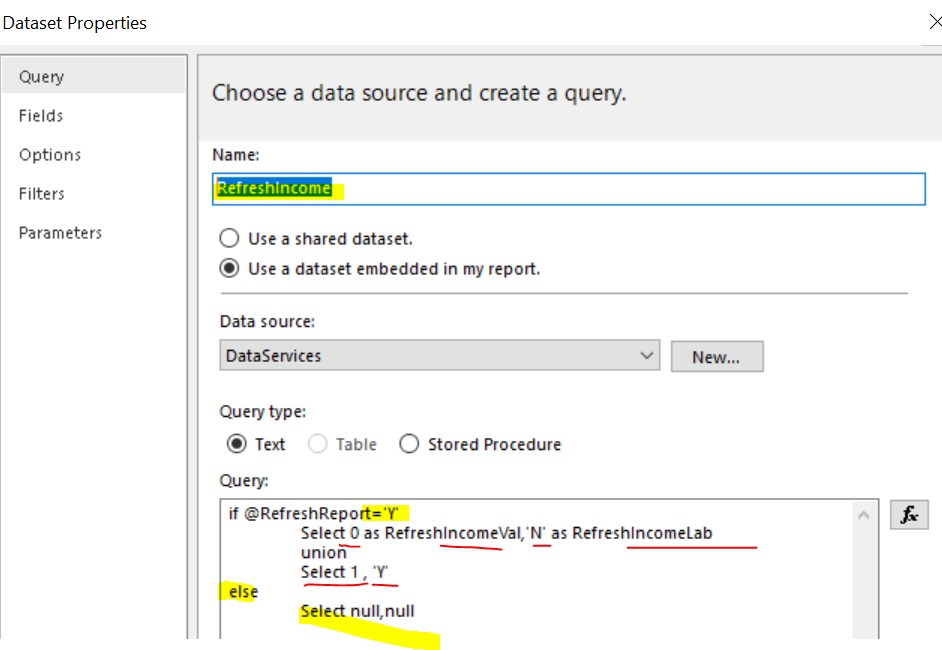 Dataset Properties
Query
Fields
Options
Filters
Parameters
Choose a data source and create a query.
Name:
RefreshIncome
Use a shared dataset.
Use a dataset embedded in my report.
Data source:
DataServices
New...
Query type:
Text
Table
Stored Procedure
Query:
fx
if @RefreshReport='Y'
Select 0 as RefreshIncomeVal,'N' as RefreshIncomeLab
union
Select 1 , 'Y'
else
Select null,null